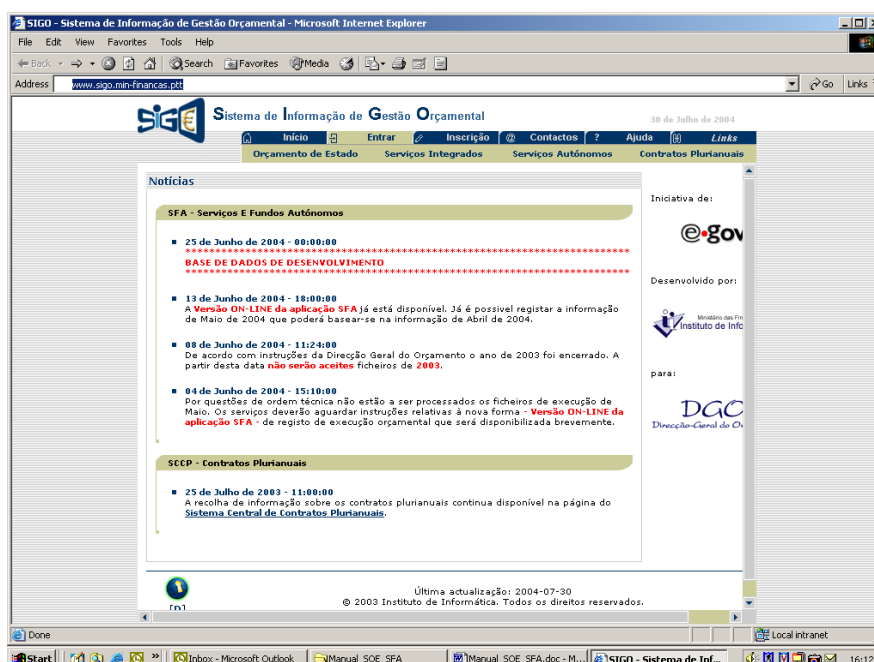 SIGO - Sistema de Informação de Gestão Orçamental - Microsoft Internet Explorer
File Edit View Favorites Tools Help
Back Search Favorites Media
Address www.sigo.min-financas.ptt Go Links
SIGO Sistema de Informação de Gestão Orçamental 30 de Julho de 2004
Início Entrar Inscrição @ Contactos ? Ajuda Links
Orçamento de Estado Serviços Integrados Serviços Autónomos Contratos Plurianuais
Notícias
Iniciativa de:
SFA - Serviços E Fundos Autónomos
e•gov
25 de Junho de 2004 - 00:00:00
BASE DE DADOS DE DESENVOLVIMENTO
Desenvolvido por:
13 de Junho de 2004 - 18:00:00
A Versão ON-LINE da aplicação SFA já está disponível. Já é possivel registar a informação
de Maio de 2004 que poderá basear-se na informação de Abril de 2004.
Ministério das Fin
Instituto de Info
08 de Junho de 2004 - 11:24:00
De acordo com instruções da Direcção Geral do Orçamento o ano de 2003 foi encerrado. A
partir desta data não serão aceites ficheiros de 2003.
para:
04 de Junho de 2004 - 15:10:00
Por questões de ordem técnica não estão a ser processados os ficheiros de execução de
Maio. Os serviços deverão aguardar instruções relativas à nova forma - Versão ON-LINE da
aplicação SFA - de registo de execução orçamental que será disponibilizada brevemente.
DGO
Direcção-Geral do O
SCCP - Contratos Plurianuais
25 de Julho de 2003 - 11:00:00
A recolha de informação sobre os contratos plurianuais continua disponível na página do
Sistema Central de Contratos Plurianuais.
Última actualização: 2004-07-30
[D] © 2003 Instituto de Informática. Todos os direitos reservados.
Done Local intranet
Start » Inbox - Microsoft Outlook Manual SOE SFA Manual SOE SFA.doc - M... SIGO - Sistema de Inf... 16:12